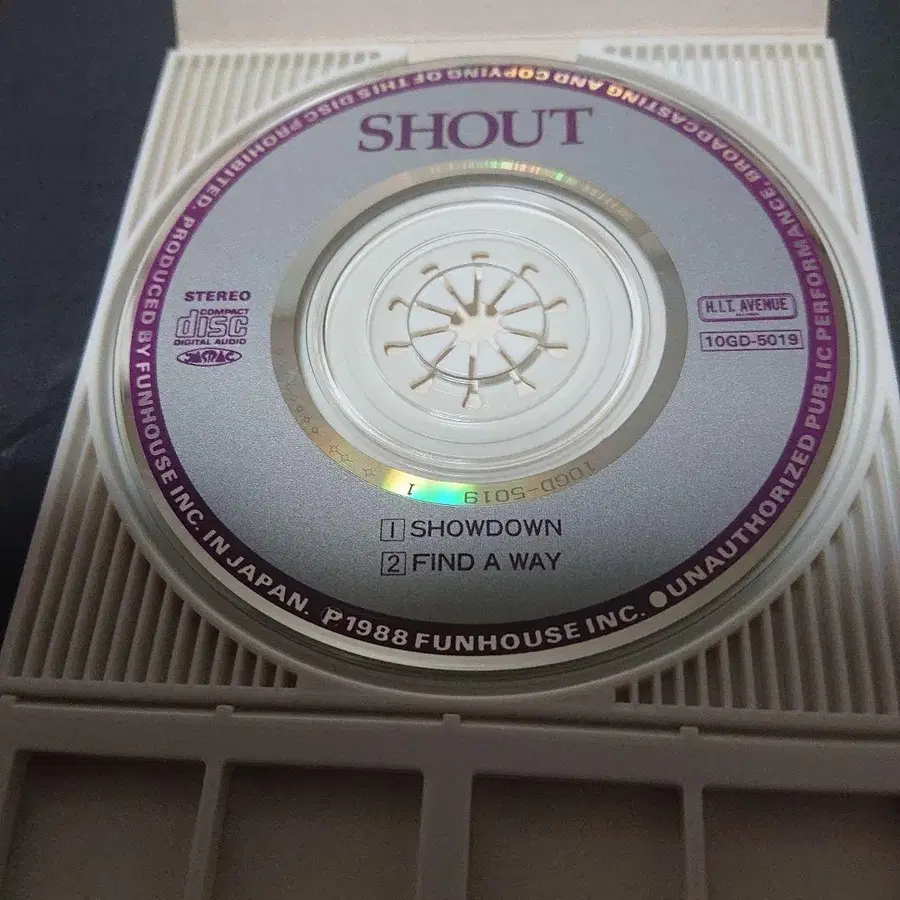 SHOUT
STEREO
COMPACT
disc
DIGITAL AUDIO
JASRAC
H.I.T. AVENUE
10GD-5019
1 SHOWDOWN
2 FIND A WAY
10GD-5019 1
PRODUCED BY FUNHOUSE INC. IN JAPAN. Ⓟ1988 FUNHOUSE INC. ●UNAUTHORIZED PUBLIC PERFORMANCE, BROADCASTING AND COPYING OF THIS DISC PROHIBITED.